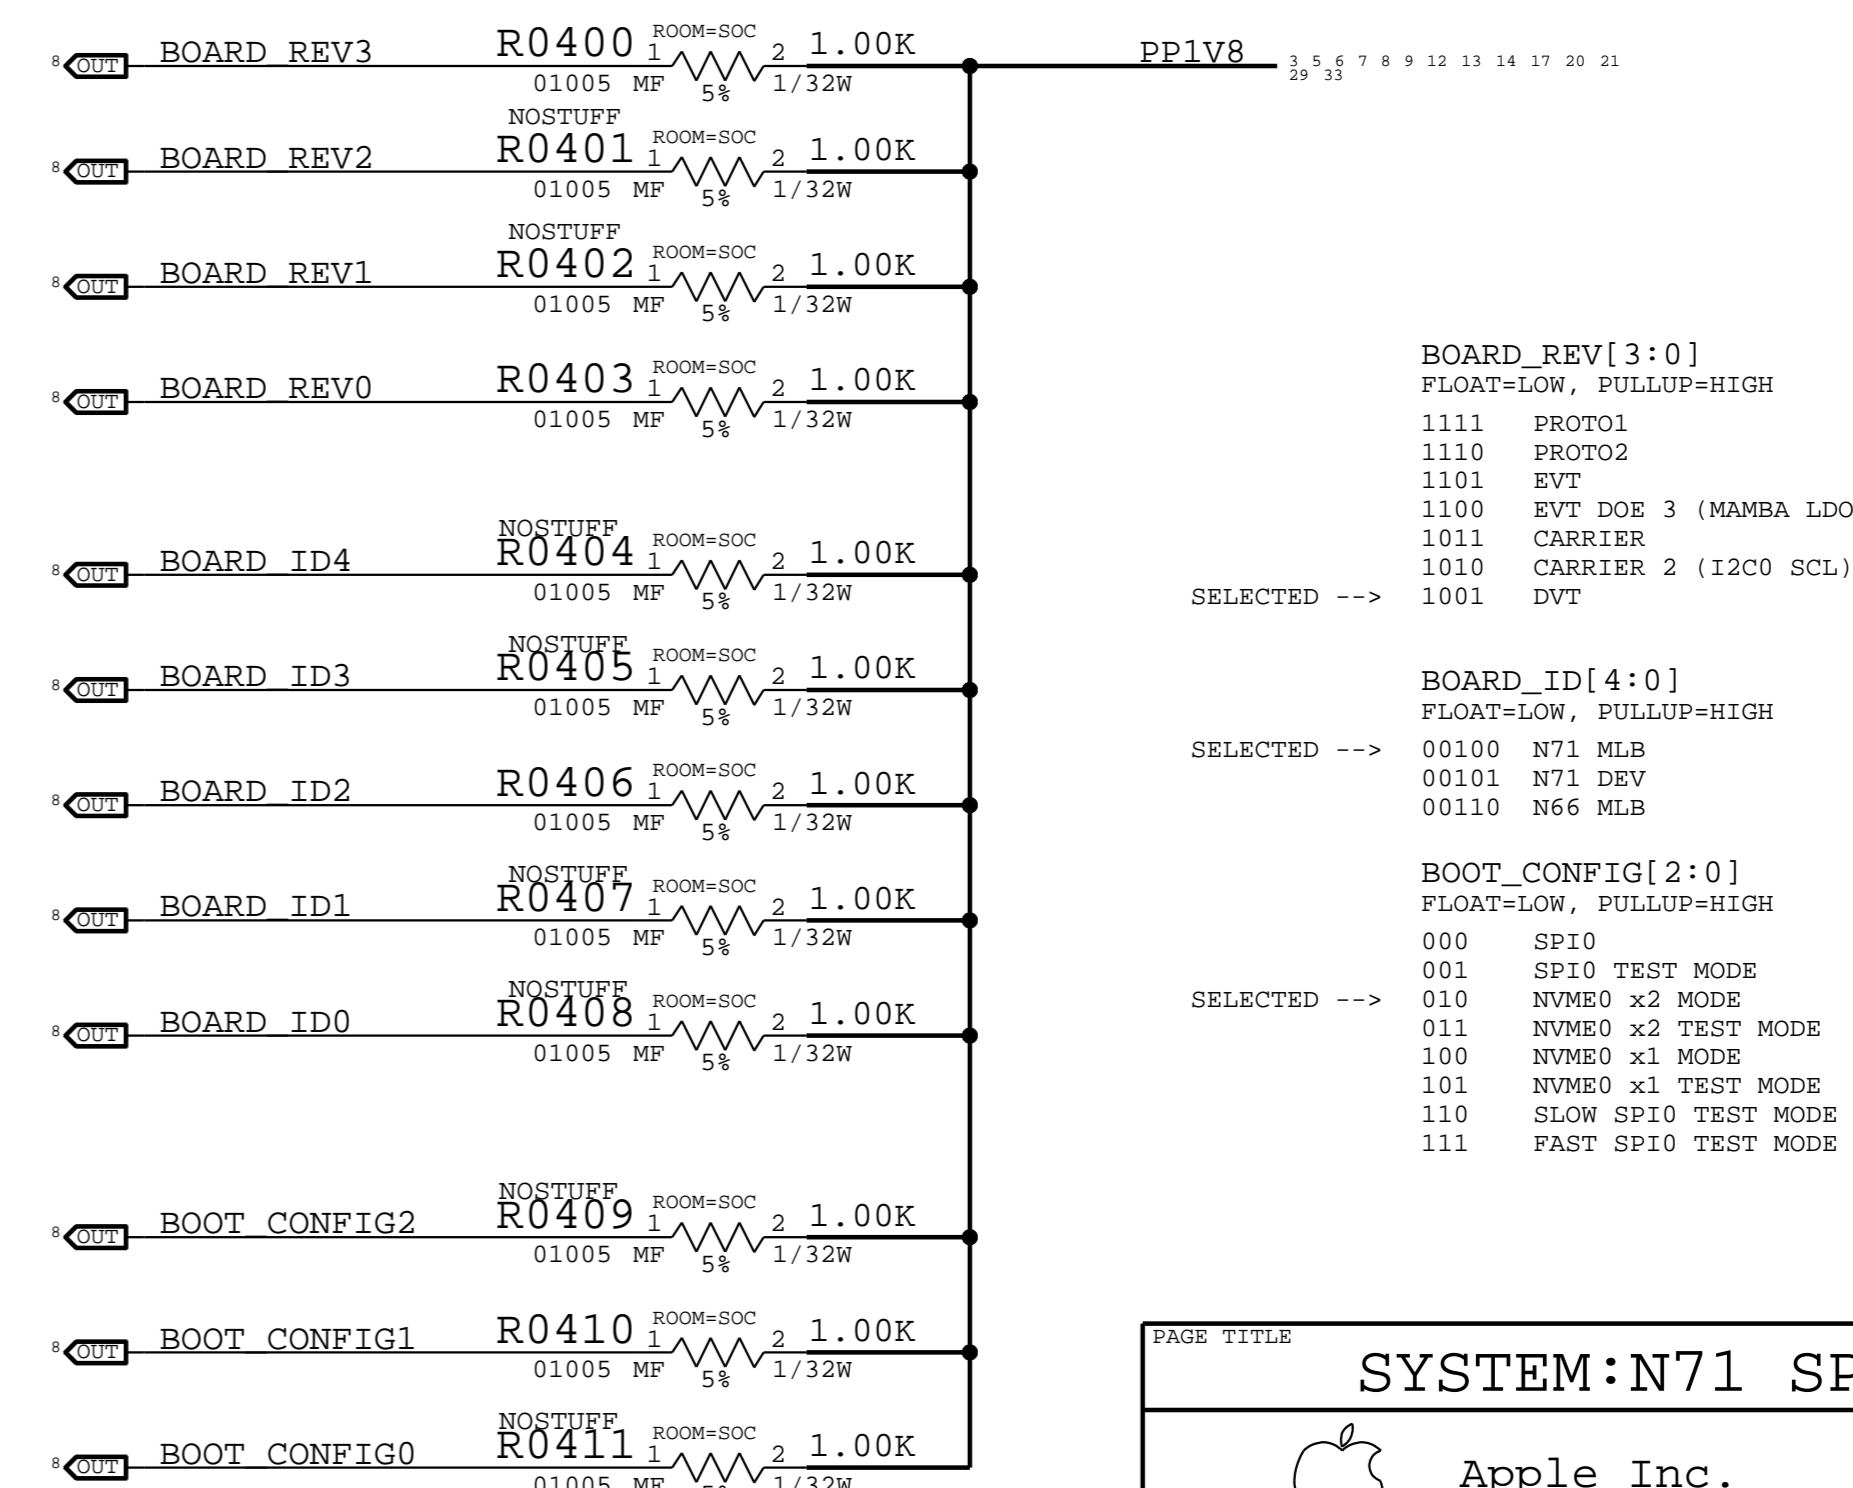 8 OUT BOARD_REV3 R0400 ROOM=SOC 1 2 1.00K PP1V8 3 5 6 7 8 9 12 13 14 17 20 21
29 33
01005 MF 5% 1/32W
NOSTUFF
8 OUT BOARD_REV2 R0401 ROOM=SOC 1 2 1.00K
01005 MF 5% 1/32W
NOSTUFF
8 OUT BOARD_REV1 R0402 ROOM=SOC 1 2 1.00K
01005 MF 5% 1/32W
8 OUT BOARD_REV0 R0403 ROOM=SOC 1 2 1.00K
01005 MF 5% 1/32W
NOSTUFF
8 OUT BOARD_ID4 R0404 ROOM=SOC 1 2 1.00K
01005 MF 5% 1/32W
NOSTUFF
8 OUT BOARD_ID3 R0405 ROOM=SOC 1 2 1.00K
01005 MF 5% 1/32W
8 OUT BOARD_ID2 R0406 ROOM=SOC 1 2 1.00K
01005 MF 5% 1/32W
NOSTUFF
8 OUT BOARD_ID1 R0407 ROOM=SOC 1 2 1.00K
01005 MF 5% 1/32W
NOSTUFF
8 OUT BOARD_ID0 R0408 ROOM=SOC 1 2 1.00K
01005 MF 5% 1/32W
NOSTUFF
8 OUT BOOT_CONFIG2 R0409 ROOM=SOC 1 2 1.00K
01005 MF 5% 1/32W
8 OUT BOOT_CONFIG1 R0410 ROOM=SOC 1 2 1.00K
01005 MF 5% 1/32W
NOSTUFF
8 OUT BOOT_CONFIG0 R0411 ROOM=SOC 1 2 1.00K
01005 MF 5% 1/32W
BOARD_REV[3:0]
FLOAT=LOW, PULLUP=HIGH
1111 PROTO1
1110 PROTO2
1101 EVT
1100 EVT DOE 3 (MAMBA LDO
1011 CARRIER
1010 CARRIER 2 (I2C0 SCL)
SELECTED --> 1001 DVT
BOARD_ID[4:0]
FLOAT=LOW, PULLUP=HIGH
SELECTED --> 00100 N71 MLB
00101 N71 DEV
00110 N66 MLB
BOOT_CONFIG[2:0]
FLOAT=LOW, PULLUP=HIGH
000 SPI0
001 SPI0 TEST MODE
SELECTED --> 010 NVME0 x2 MODE
011 NVME0 x2 TEST MODE
100 NVME0 x1 MODE
101 NVME0 x1 TEST MODE
110 SLOW SPI0 TEST MODE
111 FAST SPI0 TEST MODE
PAGE TITLE
SYSTEM:N71 SP
Apple Inc.